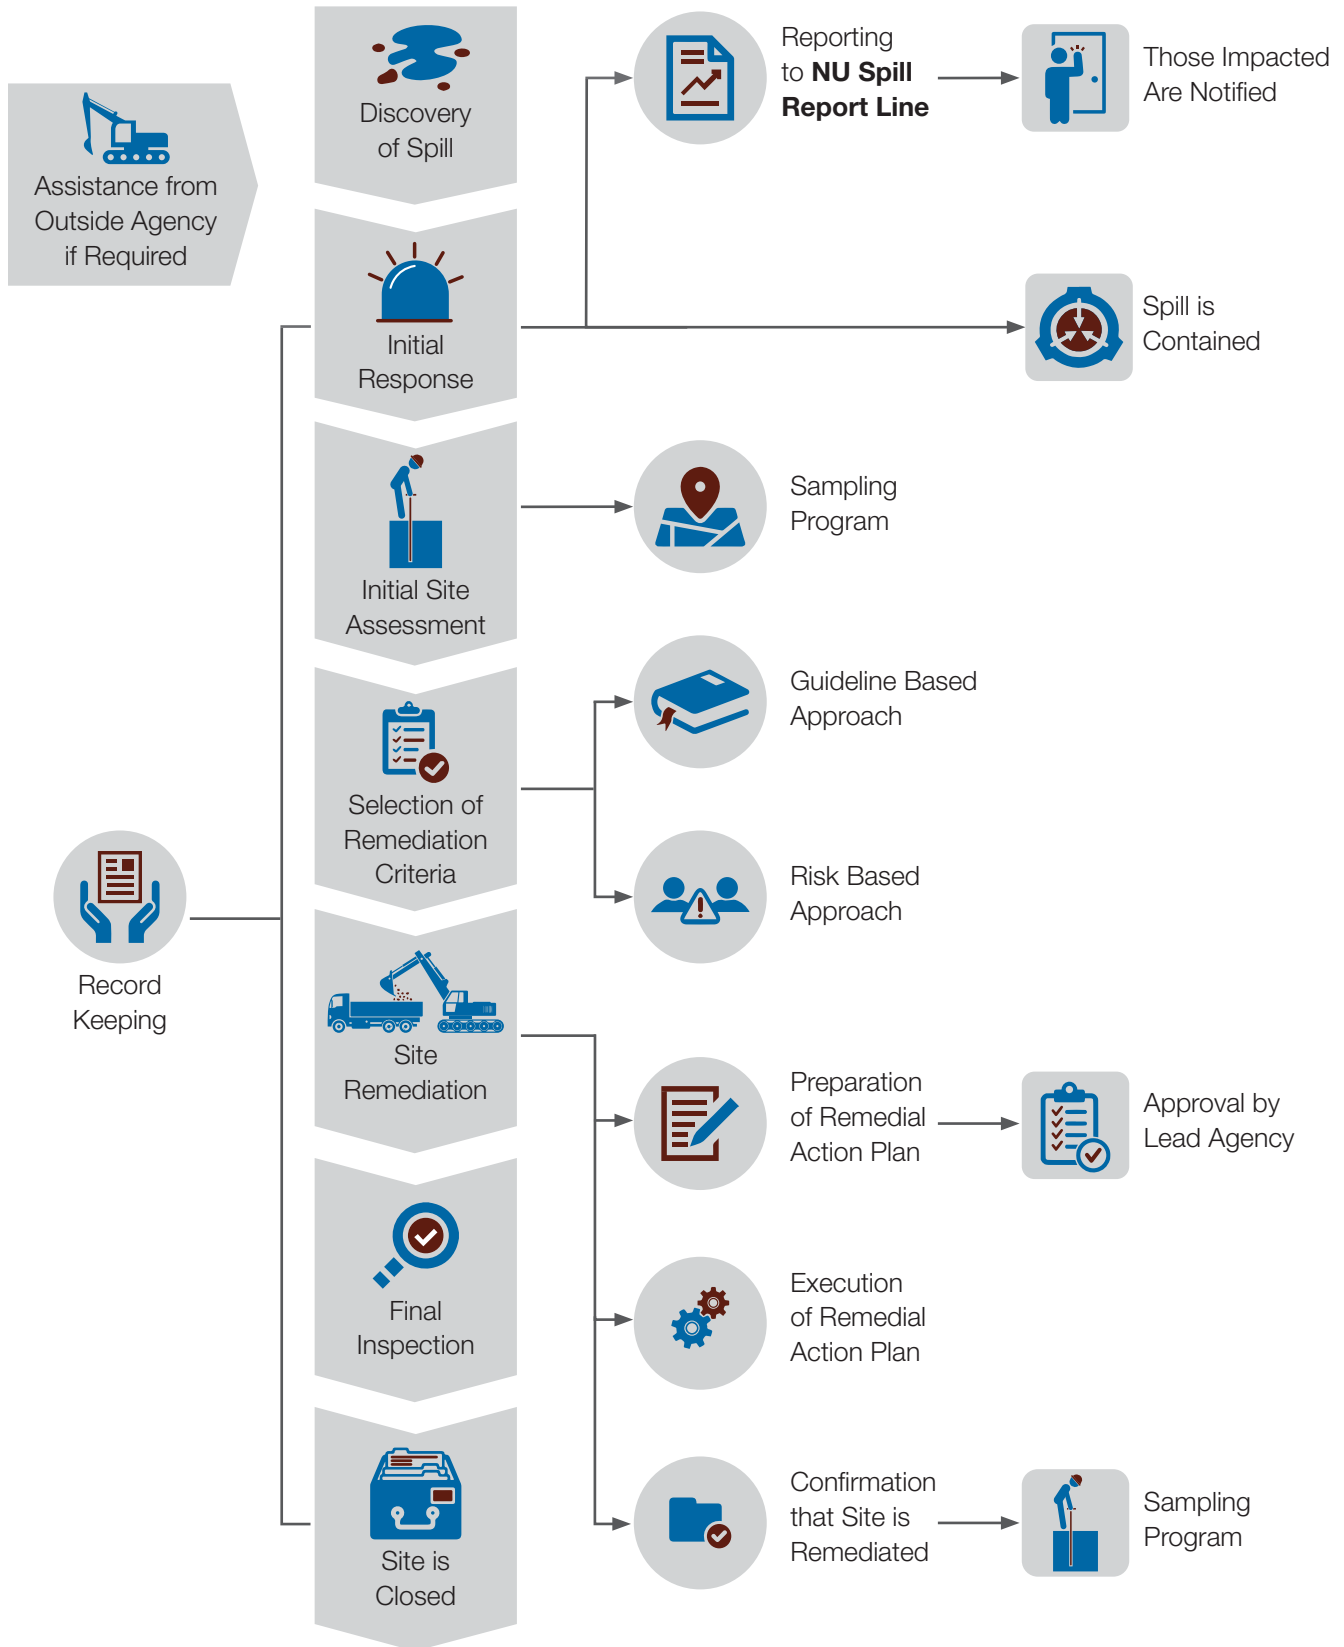 Discovery
of Spill
Reporting
to NU Spill
Report Line
Those Impacted
Are Notified
Assistance from
Outside Agency
if Required
Initial
Response
Spill is
Contained
Initial Site
Assessment
Sampling
Program
Selection of
Remediation
Criteria
Guideline Based
Approach
Risk Based
Approach
Record
Keeping
Site
Remediation
Preparation
of Remedial
Action Plan
Approval by
Lead Agency
Final
Inspection
Execution
of Remedial
Action Plan
Site is
Closed
Confirmation
that Site is
Remediated
Sampling
Program